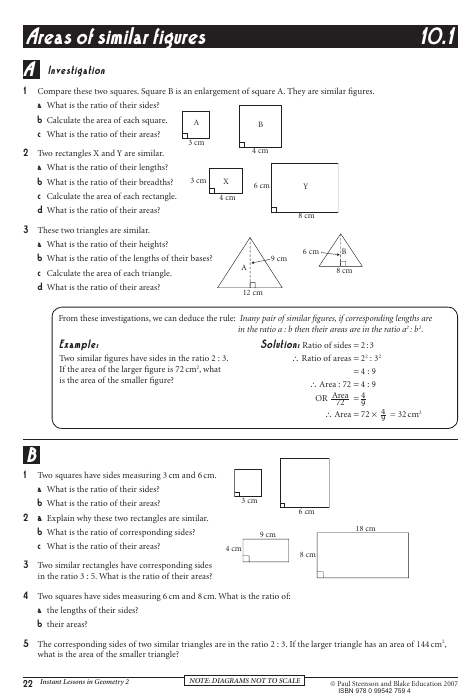 Areas of similar figures 10.1
A Investigation
1 Compare these two squares. Square B is an enlargement of square A. They are similar figures.
a What is the ratio of their sides?
b Calculate the area of each square.
c What is the ratio of their areas?
A
3 cm
B
4 cm
2 Two rectangles X and Y are similar.
a What is the ratio of their lengths?
b What is the ratio of their breadths?
c Calculate the area of each rectangle.
d What is the ratio of their areas?
3 cm X
4 cm
6 cm Y
8 cm
3 These two triangles are similar.
a What is the ratio of their heights?
b What is the ratio of the lengths of their bases?
c Calculate the area of each triangle.
d What is the ratio of their areas?
A 9 cm
12 cm
6 cm B
8 cm
From these investigations, we can deduce the rule: In any pair of similar figures, if corresponding lengths are
in the ratio a : b then their areas are in the ratio a² : b².
Example:
Two similar figures have sides in the ratio 2 : 3.
If the area of the larger figure is 72 cm², what
is the area of the smaller figure?
Solution: Ratio of sides = 2 : 3
∴ Ratio of areas = 2² : 3²
= 4 : 9
∴ Area : 72 = 4 : 9
OR Area/72 = 4/9
∴ Area = 72 × 4/9 = 32 cm²
B
1 Two squares have sides measuring 3 cm and 6 cm.
a What is the ratio of their sides?
b What is the ratio of their areas?
3 cm
6 cm
2 a Explain why these two rectangles are similar.
b What is the ratio of corresponding sides?
c What is the ratio of their areas?
9 cm
4 cm
18 cm
8 cm
3 Two similar rectangles have corresponding sides
in the ratio 3 : 5. What is the ratio of their areas?
4 Two squares have sides measuring 6 cm and 8 cm. What is the ratio of:
a the lengths of their sides?
b their areas?
5 The corresponding sides of two similar triangles are in the ratio 2 : 3. If the larger triangle has an area of 144 cm²,
what is the area of the smaller triangle?
22 Instant Lessons in Geometry 2
NOTE: DIAGRAMS NOT TO SCALE
© Paul Steenson and Blake Education 2007
ISBN 978 0 99542 759 4